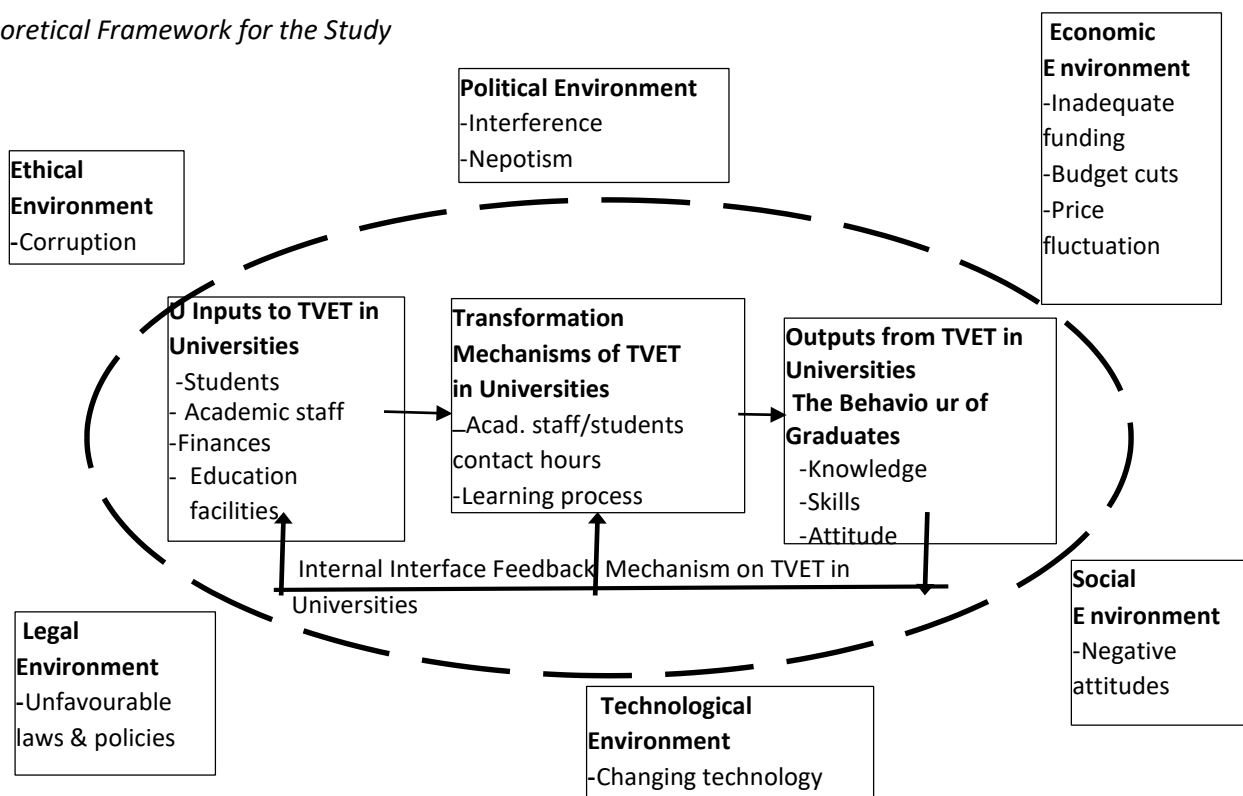 oretical Framework for the Study
Economic
E nvironment
-Inadequate
funding
-Budget cuts
-Price
fluctuation
Political Environment
-Interference
-Nepotism
Ethical
Environment
-Corruption
U Inputs to TVET in
Universities
-Students
- Academic staff
-Finances
- Education
facilities
Transformation
Mechanisms of TVET
in Universities
_Acad. staff/students
contact hours
-Learning process
Outputs from TVET in
Universities
The Behavio ur of
Graduates
-Knowledge
-Skills
-Attitude
Internal Interface Feedback Mechanism on TVET in
Universities
Legal
Environment
-Unfavourable
laws & policies
Technological
Environment
-Changing technology
Social
E nvironment
-Negative
attitudes